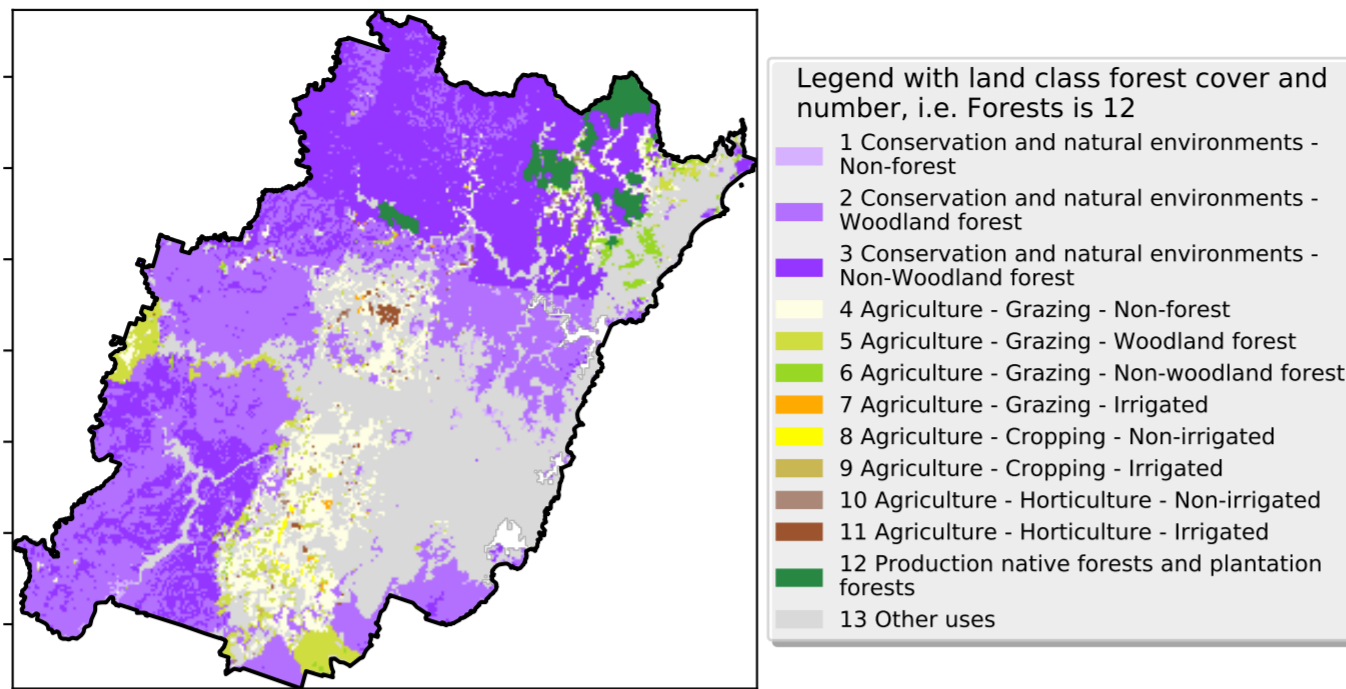 Legend with land class forest cover and
number, i.e. Forests is 12
1 Conservation and natural environments -
Non-forest
2 Conservation and natural environments -
Woodland forest
3 Conservation and natural environments -
Non-Woodland forest
4 Agriculture - Grazing - Non-forest
5 Agriculture - Grazing - Woodland forest
6 Agriculture - Grazing - Non-woodland forest
7 Agriculture - Grazing - Irrigated
8 Agriculture - Cropping - Non-irrigated
9 Agriculture - Cropping - Irrigated
10 Agriculture - Horticulture - Non-irrigated
11 Agriculture - Horticulture - Irrigated
12 Production native forests and plantation
forests
13 Other uses